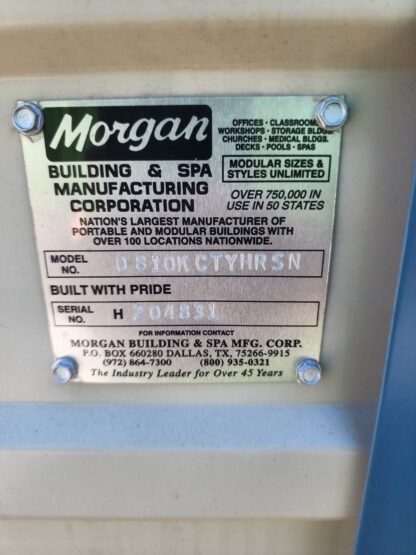 Morgan
OFFICES · CLASSROOMS
WORKSHOPS · STORAGE BLDGS.
CHURCHES · MEDICAL BLDGS.
DECKS · POOLS · SPAS
BUILDING & SPA
MANUFACTURING
CORPORATION
MODULAR SIZES &
STYLES UNLIMITED
OVER 750,000 IN
USE IN 50 STATES
NATION'S LARGEST MANUFACTURER OF
PORTABLE AND MODULAR BUILDINGS WITH
OVER 100 LOCATIONS NATIONWIDE.
MODEL NO. 0810KCTYHRSN
BUILT WITH PRIDE
SERIAL NO. H 204831
FOR INFORMATION CONTACT
MORGAN BUILDING & SPA MFG. CORP.
P.O. BOX 660280 DALLAS, TX, 75266-9915
(972) 864-7300 (800) 935-0321
The Industry Leader for Over 45 Years